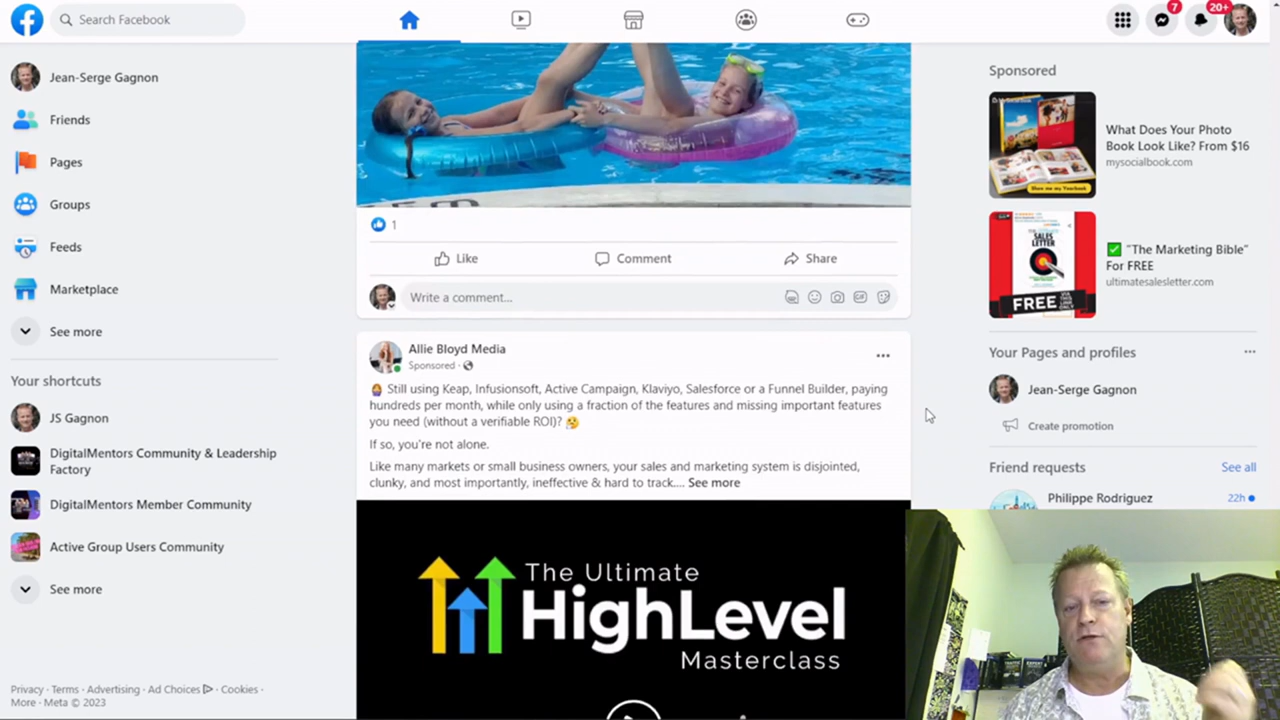 Search Facebook
7
20+
Jean-Serge Gagnon
Friends
Pages
Groups
Feeds
Marketplace
See more
Your shortcuts
JS Gagnon
DigitalMentors Community & Leadership
Factory
DigitalMentors Member Community
Active Group Users Community
See more
Privacy · Terms · Advertising · Ad Choices · Cookies ·
More · Meta © 2023
1
Like
Comment
Share
Write a comment...
Allie Bloyd Media
Sponsored ·
Still using Keap, Infusionsoft, Active Campaign, Klaviyo, Salesforce or a Funnel Builder, paying
hundreds per month, while only using a fraction of the features and missing important features
you need (without a verifiable ROI)? 🤔
If so, you're not alone.
Like many markets or small business owners, your sales and marketing system is disjointed,
clunky, and most importantly, ineffective & hard to track.... See more
The Ultimate
HighLevel
Masterclass
Sponsored
Show me my Yearbook
What Does Your Photo
Book Look Like? From $16
mysocialbook.com
SALES
LETTER
FREE
ONLY
✅ "The Marketing Bible"
For FREE
ultimatesalesletter.com
Your Pages and profiles
Jean-Serge Gagnon
Create promotion
Friend requests
See all
Philippe Rodriguez
22h